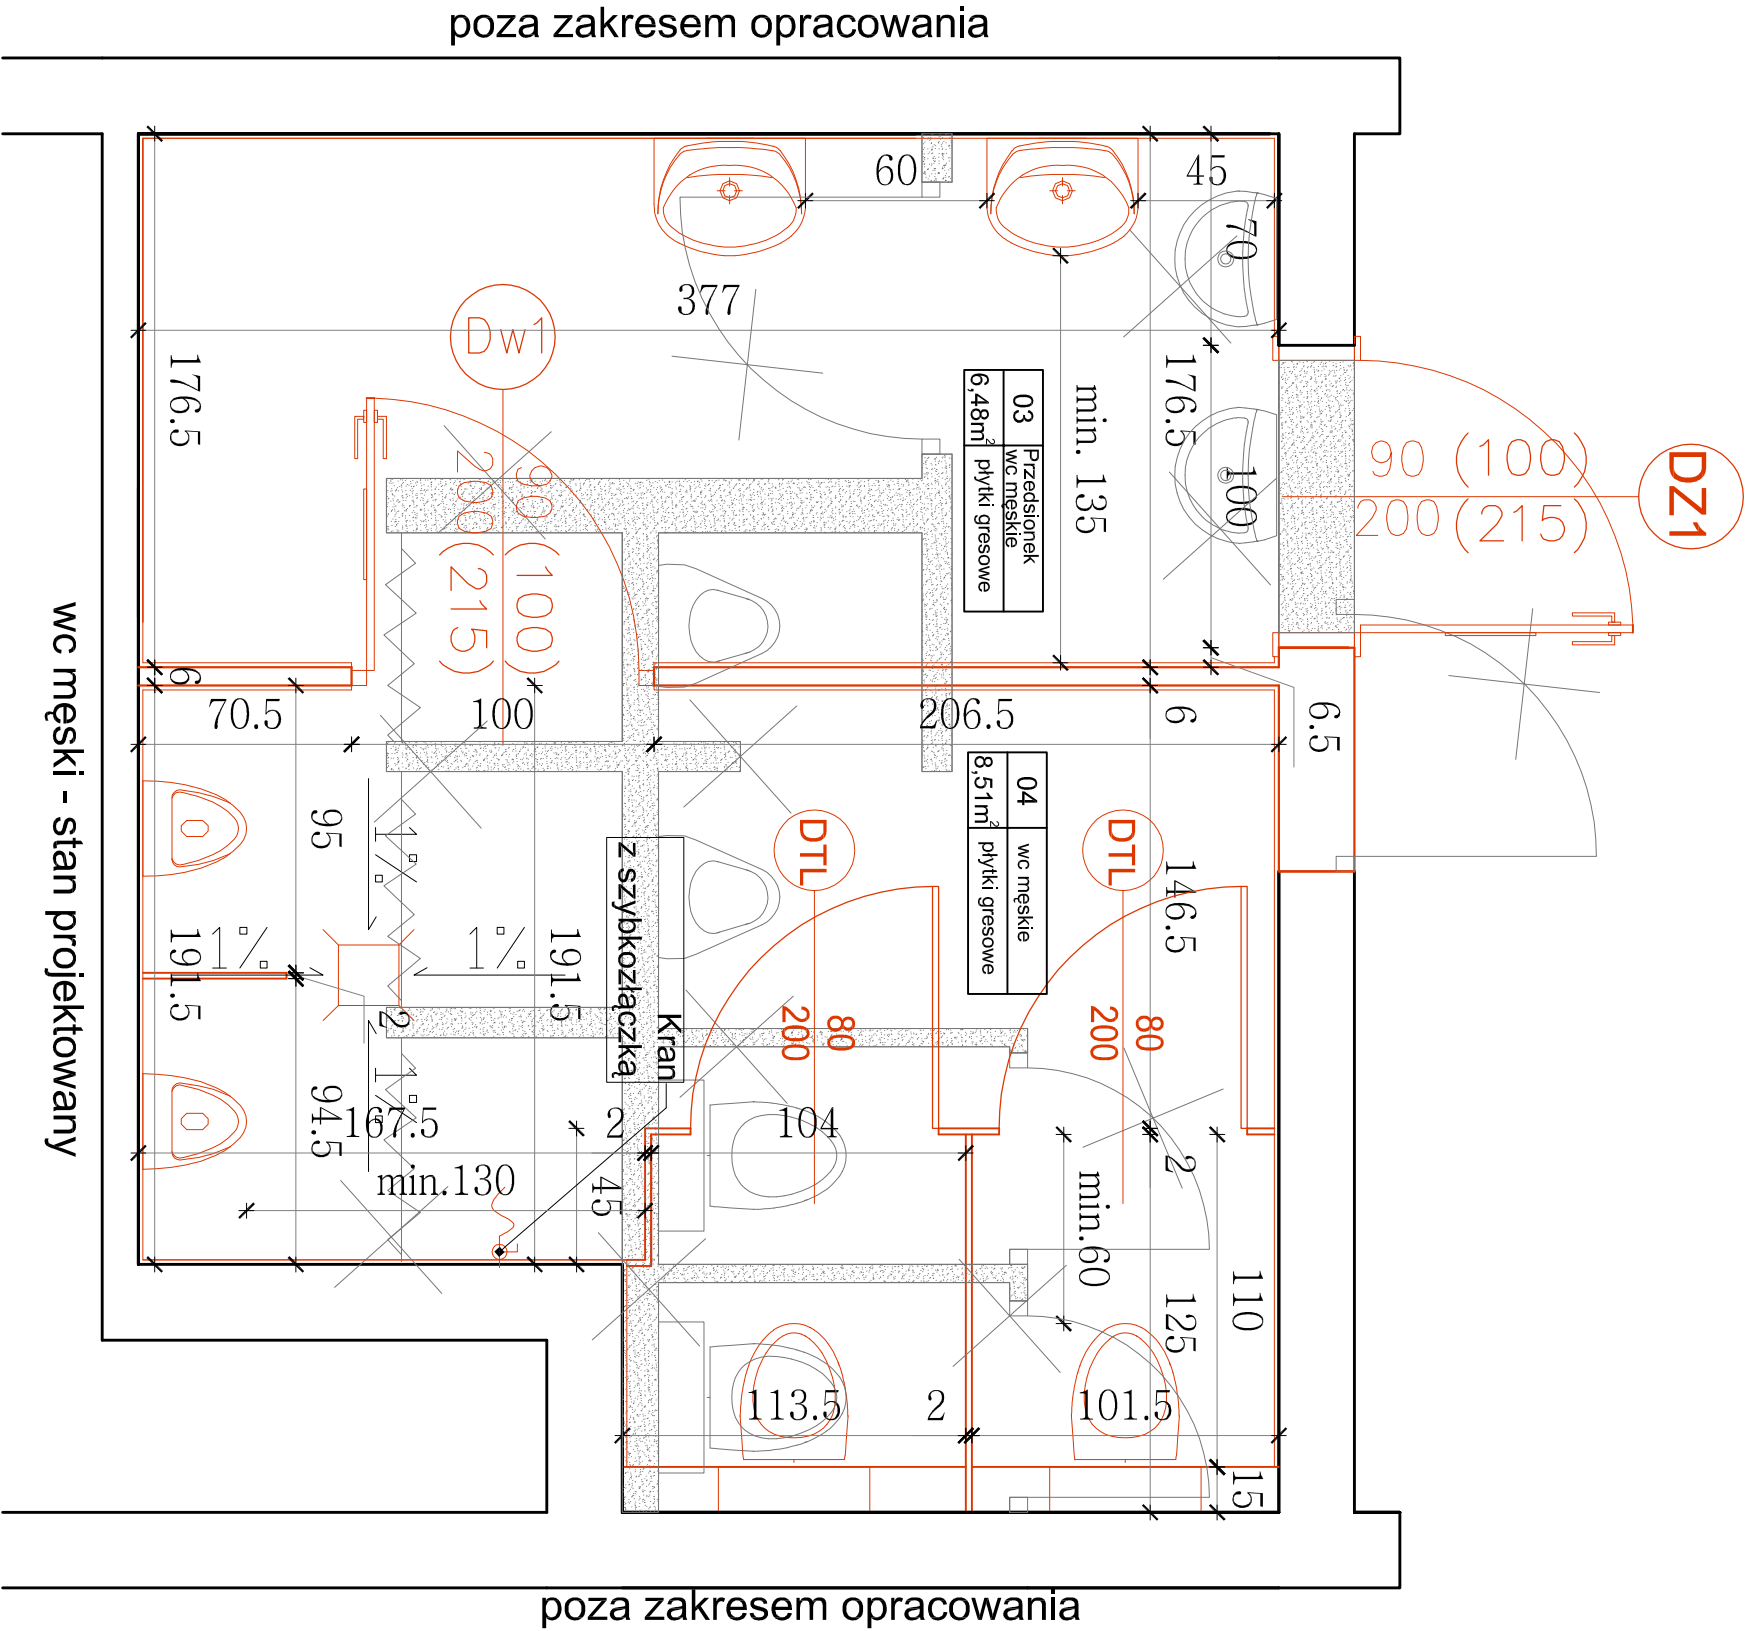 poza zakresem opracowania
60
45
70
377
Dw1
176.5
min. 135
176.5
100
90 (100)
200 (215)
DZ1
03
Przedsionek
wc męskie
6,48m²
płytki gresowe
90 (100)
200 (215)
6
70.5
100
206.5
6
6.5
04
wc męskie
8,51m²
płytki gresowe
DTL
DTL
95
1%
146.5
1%
1%
191.5
191.5
2
Kran
z szybkozłączką
80
200
80
200
1%
94.5
167.5
2
104
2
min.130
45
min.60
110
125
113.5
2
101.5
15
wc męski - stan projektowany
poza zakresem opracowania